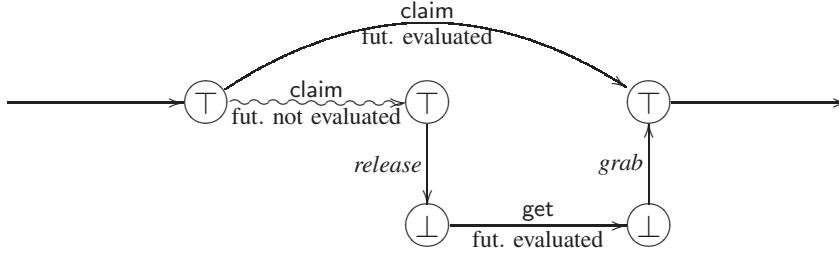 claim
fut. evaluated
⊤
claim
fut. not evaluated
⊤
⊤
release
grab
⊥
get
fut. evaluated
⊥